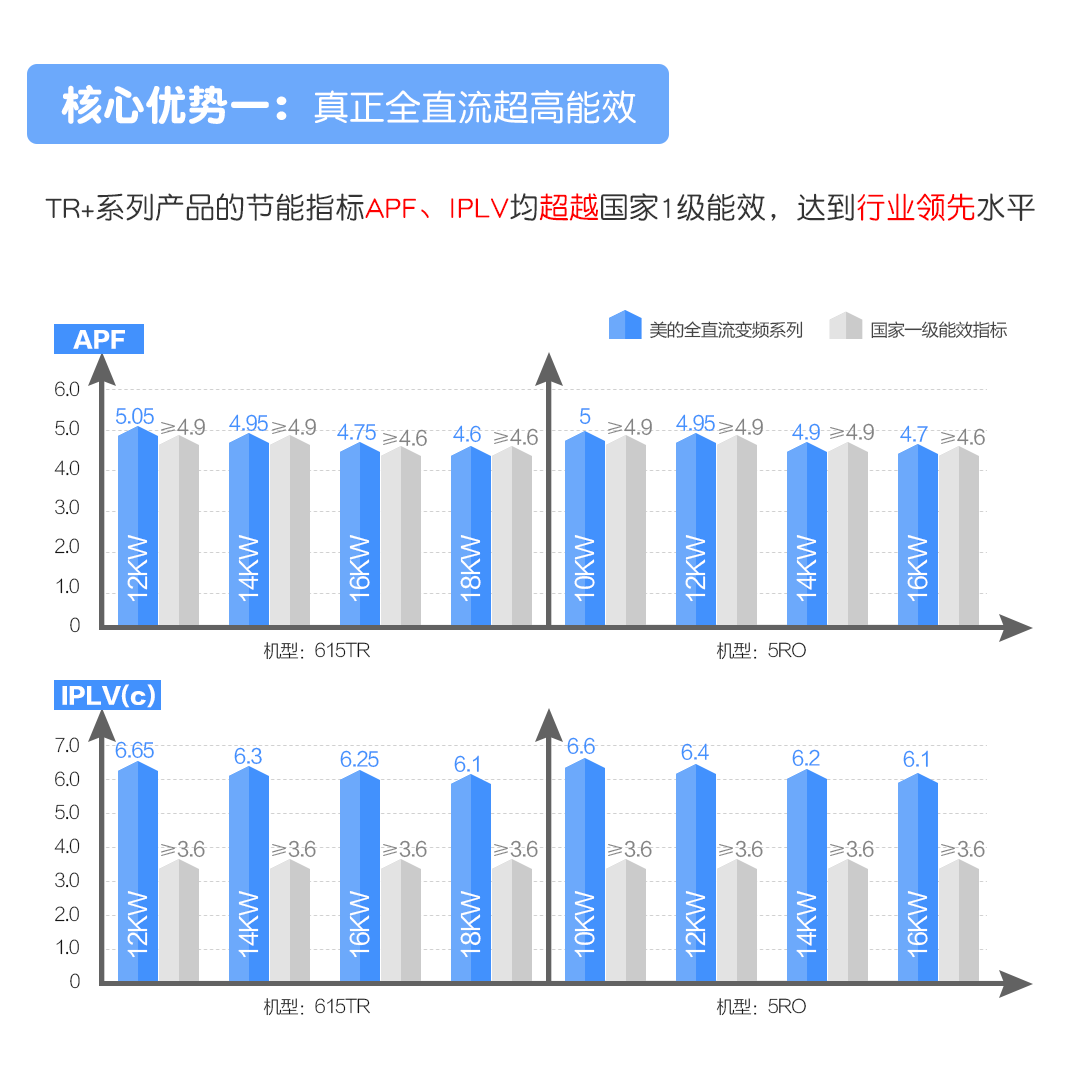 核心优势一：真正全直流超高能效
TR+系列产品的节能指标APF、IPLV均超越国家1级能效，达到行业领先水平
APF
美的全直流变频系列 国家一级能效指标
6.0
5.0
4.0
3.0
2.0
1.0
0
5.05 ≥4.9 4.95 ≥4.9 4.75 ≥4.6 4.6 ≥4.6 5 ≥4.9 4.95 ≥4.9 4.9 ≥4.9 4.7 ≥4.6
12KW 14KW 16KW 18KW 10KW 12KW 14KW 16KW
机型：615TR 机型：5RO
IPLV(c)
7.0
6.0
5.0
4.0
3.0
2.0
1.0
0
6.65 6.3 6.25 6.1 6.6 6.4 6.2 6.1
≥3.6 ≥3.6 ≥3.6 ≥3.6 ≥3.6 ≥3.6 ≥3.6 ≥3.6
12KW 14KW 16KW 18KW 10KW 12KW 14KW 16KW
机型：615TR 机型：5RO